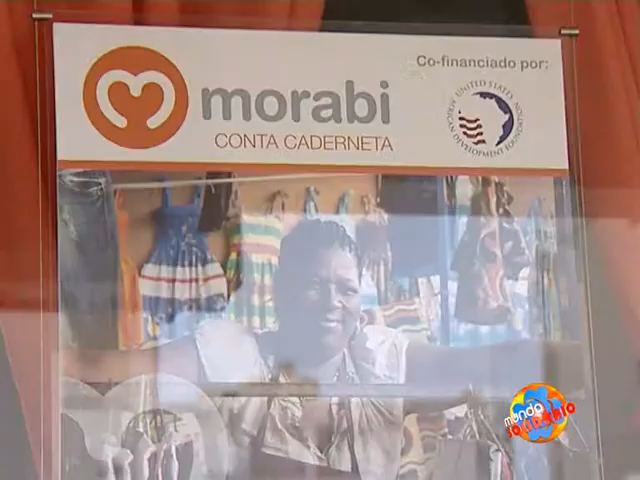 morabi
CONTA CADERNETA
Co-financiado por:
UNITED STATES
AFRICAN DEVELOPMENT FOUNDATION
mundo